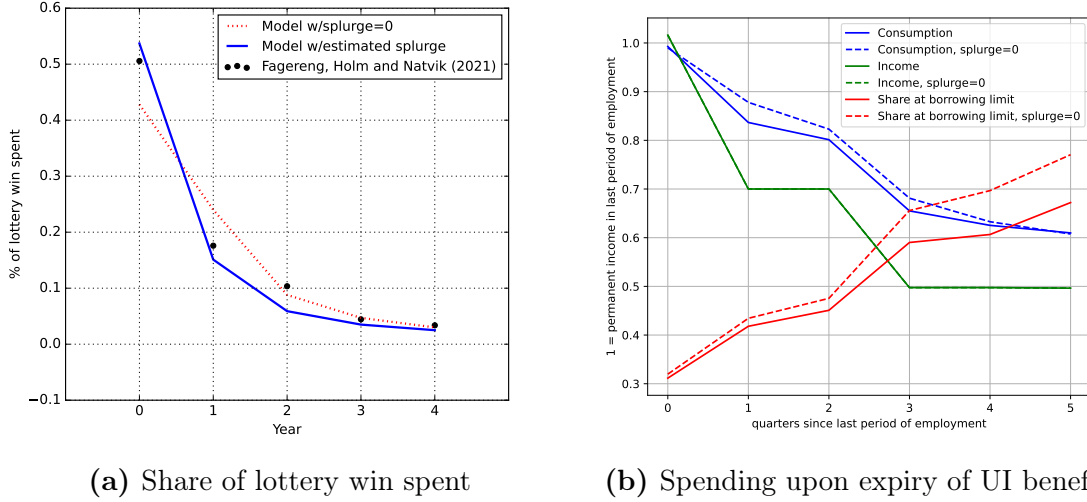 0.6
0.5
0.4
0.3
0.2
0.1
0.0
−0.1
% of lottery win spent
0 1 2 3 4
Year
Model w/splurge=0
Model w/estimated splurge
Fagereng, Holm and Natvik (2021)
(a) Share of lottery win spent
1.0
0.9
0.8
0.7
0.6
0.5
0.4
0.3
1 = permanent income in last period of employment
0 1 2 3 4 5
quarters since last period of employment
Consumption
Consumption, splurge=0
Income
Income, splurge=0
Share at borrowing limit
Share at borrowing limit, splurge=0
(b) Spending upon expiry of UI benef